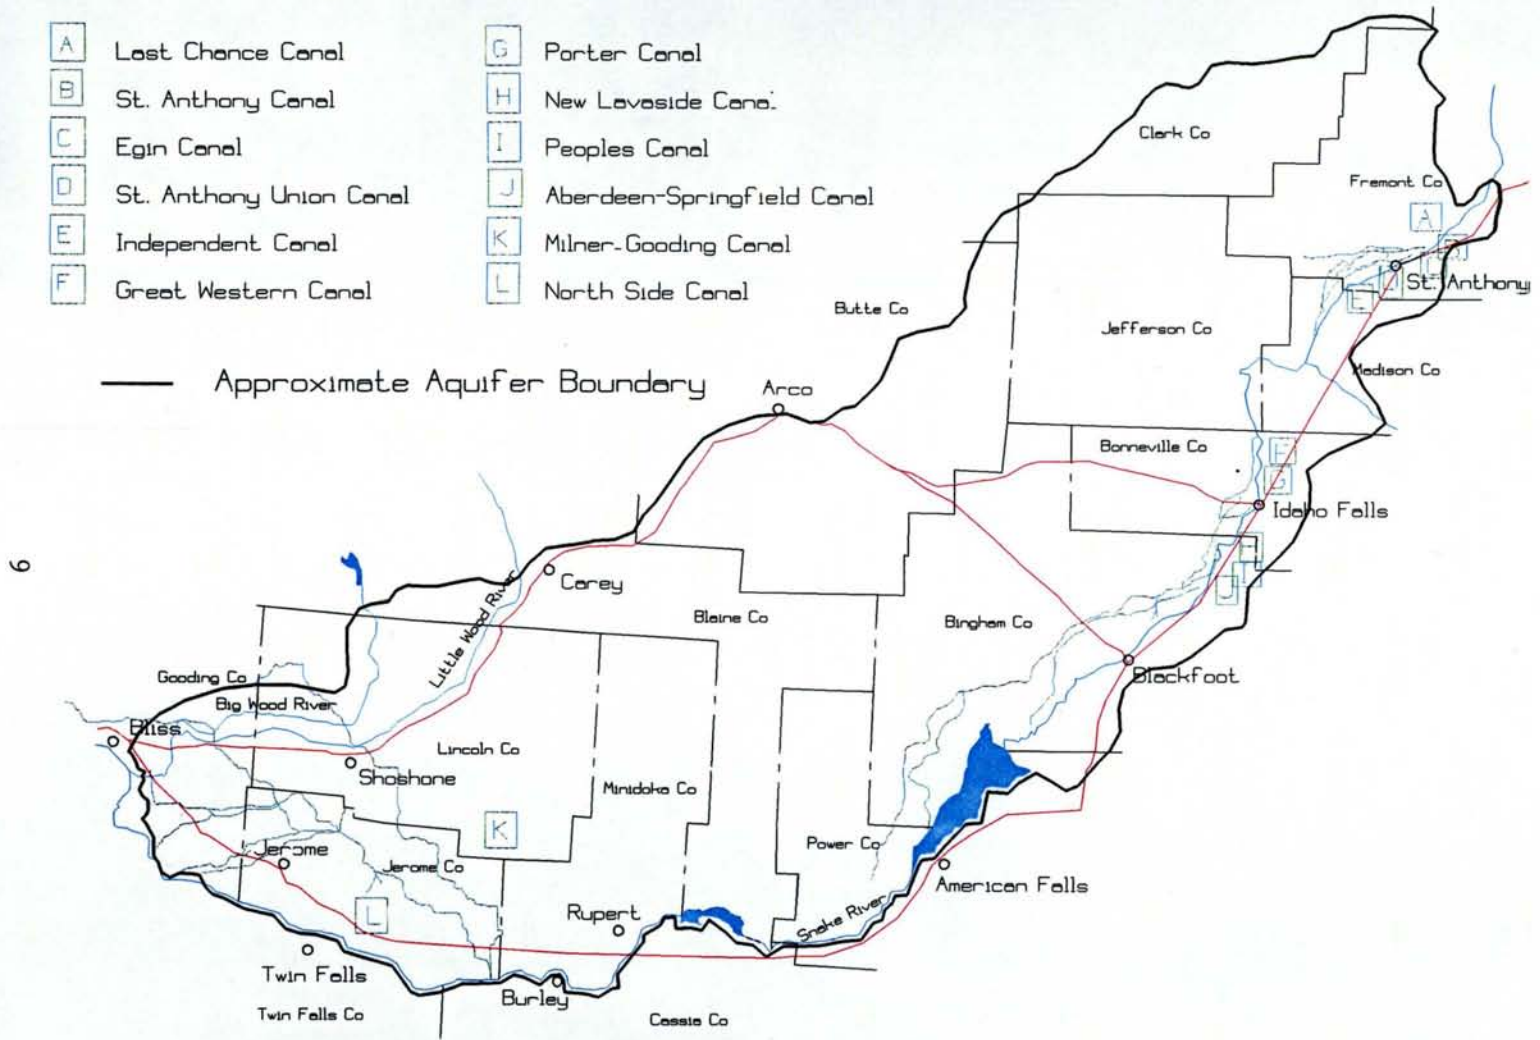 A Last Chance Canal
B St. Anthony Canal
C Egin Canal
D St. Anthony Union Canal
E Independent Canal
F Great Western Canal
G Porter Canal
H New Lavaside Canal
I Peoples Canal
J Aberdeen-Springfield Canal
K Milner-Gooding Canal
L North Side Canal
Approximate Aquifer Boundary
Clark Co
Fremont Co
A
B
St. Anthony
E
Butte Co
Jefferson Co
Madison Co
Arco
Bonneville Co
F
G
Idaho Falls
H
I
J
9
Carey
Little Wood River
Blaine Co
Bingham Co
Blackfoot
Gooding Co
Big Wood River
Bliss
Lincoln Co
Shoshone
Minidoka Co
K
Power Co
Jerome
Jerome Co
American Falls
L
Rupert
Snake River
Twin Falls
Burley
Twin Falls Co
Cassia Co